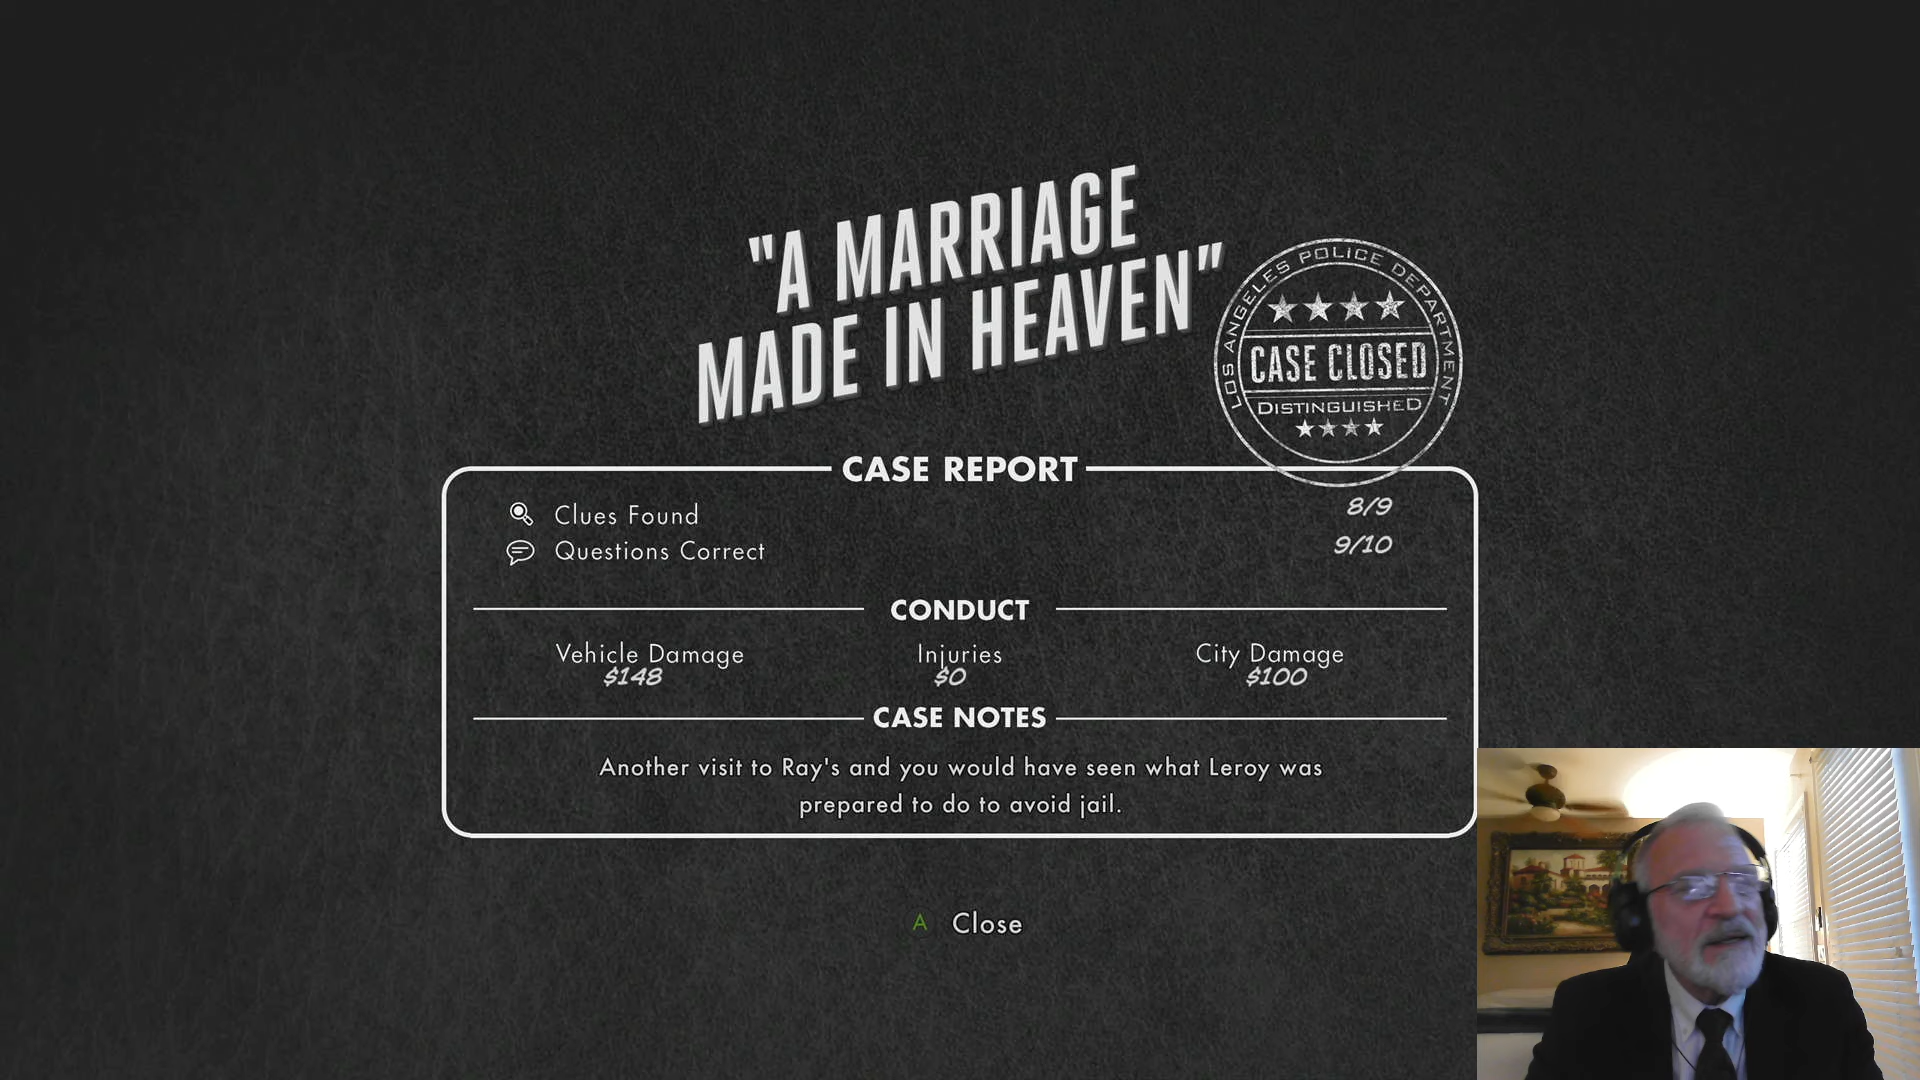 "A MARRIAGE
MADE IN HEAVEN"
LOS ANGELES POLICE DEPARTMENT
CASE CLOSED
DISTINGUISHED
CASE REPORT
Clues Found 8/9
Questions Correct 9/10
CONDUCT
Vehicle Damage Injuries City Damage
$148 $0 $100
CASE NOTES
Another visit to Ray's and you would have seen what Leroy was
prepared to do to avoid jail.
A Close